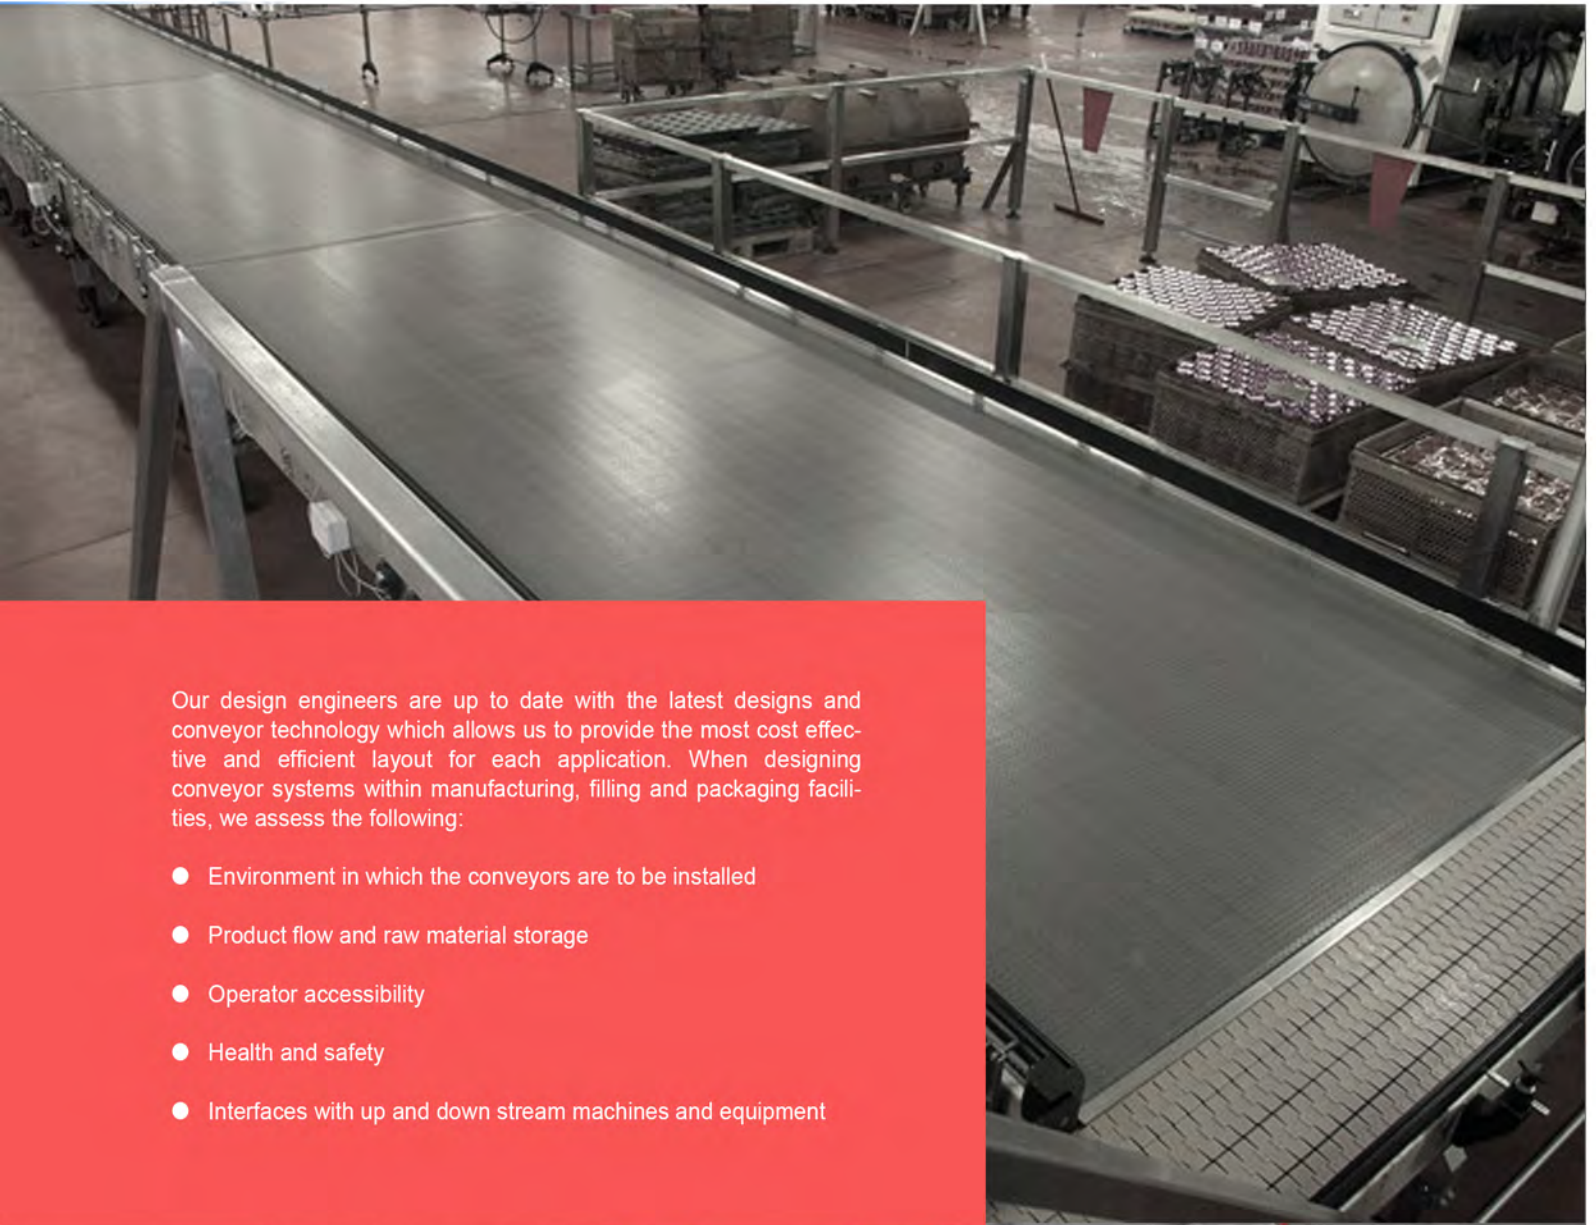 Our design engineers are up to date with the latest designs and
conveyor technology which allows us to provide the most cost effec-
tive and efficient layout for each application. When designing
conveyor systems within manufacturing, filling and packaging facili-
ties, we assess the following:
● Environment in which the conveyors are to be installed
● Product flow and raw material storage
● Operator accessibility
● Health and safety
● Interfaces with up and down stream machines and equipment